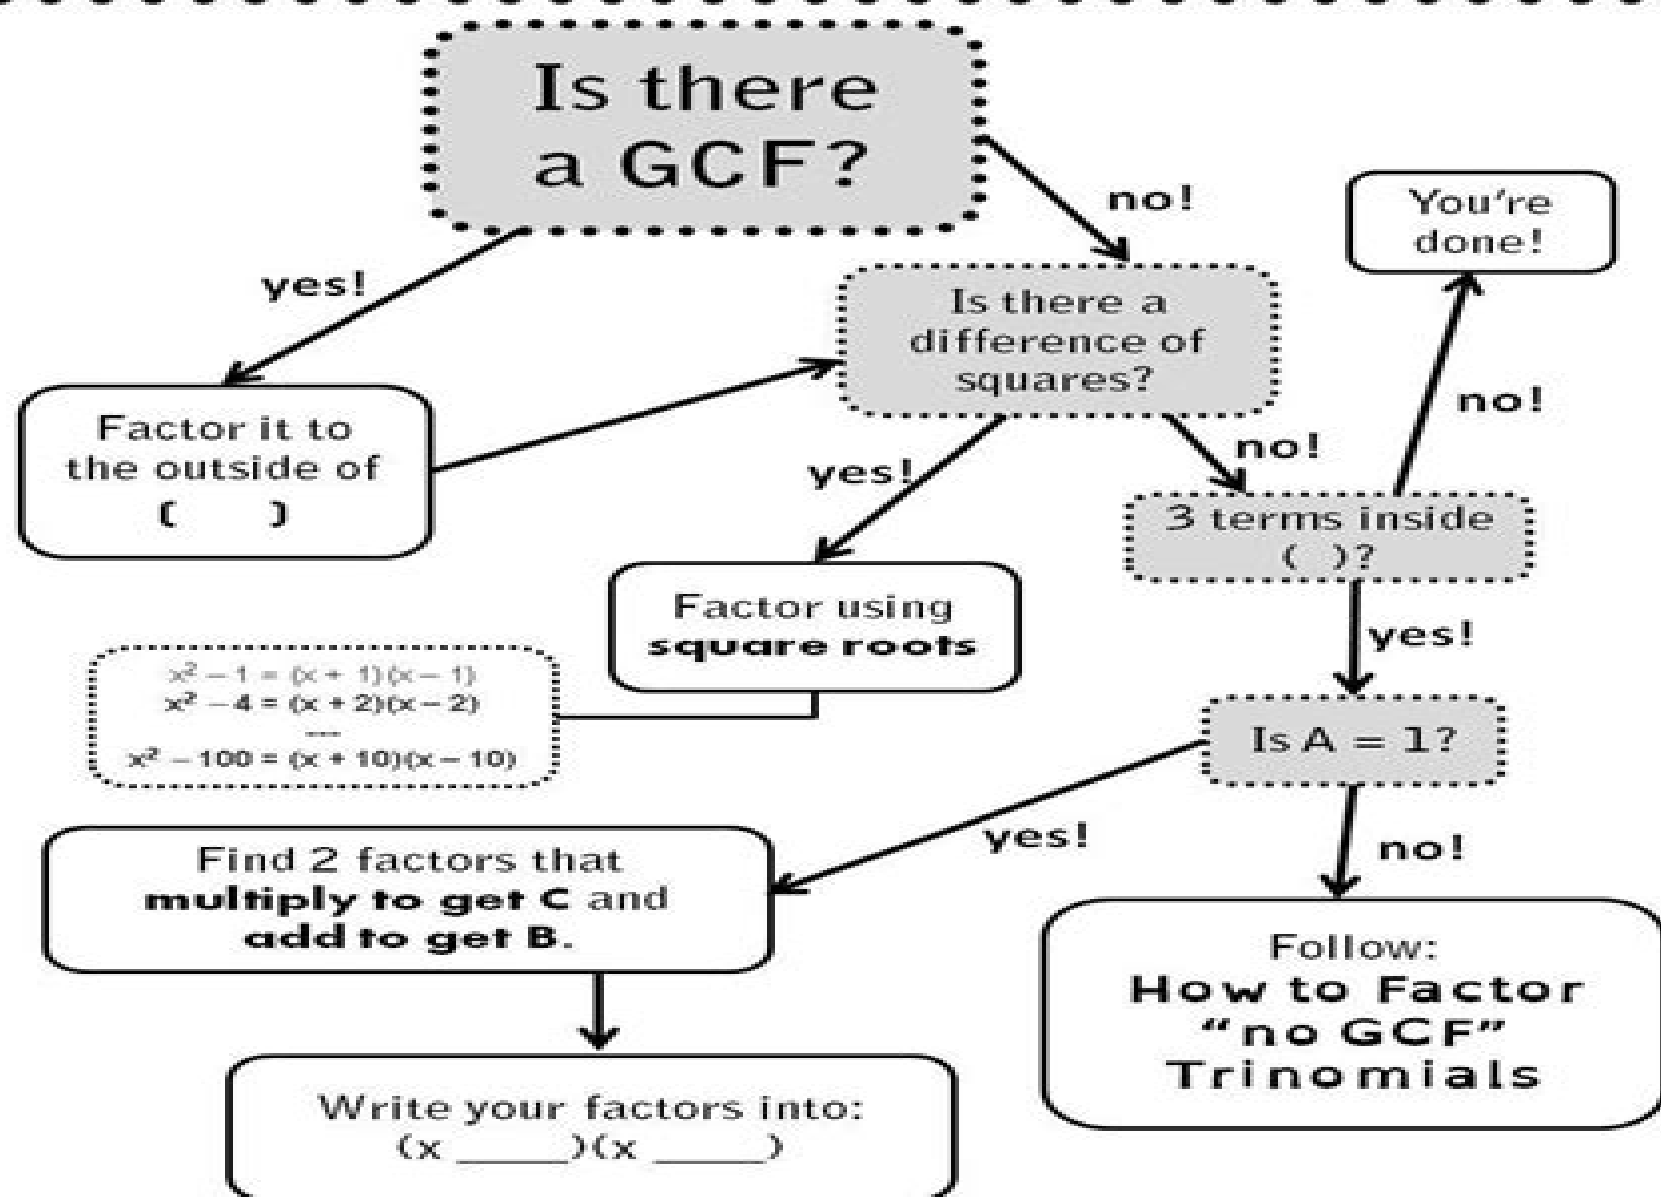 Is there
a GCF?
no!
You're
done!
yes!
Is there a
difference of
squares?
no!
Factor it to
the outside of
(    )
yes!
no!
3 terms inside
(  )?
Factor using
square roots
yes!
x² – 1 = (x + 1)(x – 1)
x² – 4 = (x + 2)(x – 2)
...
x² – 100 = (x + 10)(x – 10)
Is A = 1?
yes!
no!
Find 2 factors that
multiply to get C and
add to get B.
Follow:
How to Factor
"no GCF"
Trinomials
Write your factors into:
(x _____)(x _____)